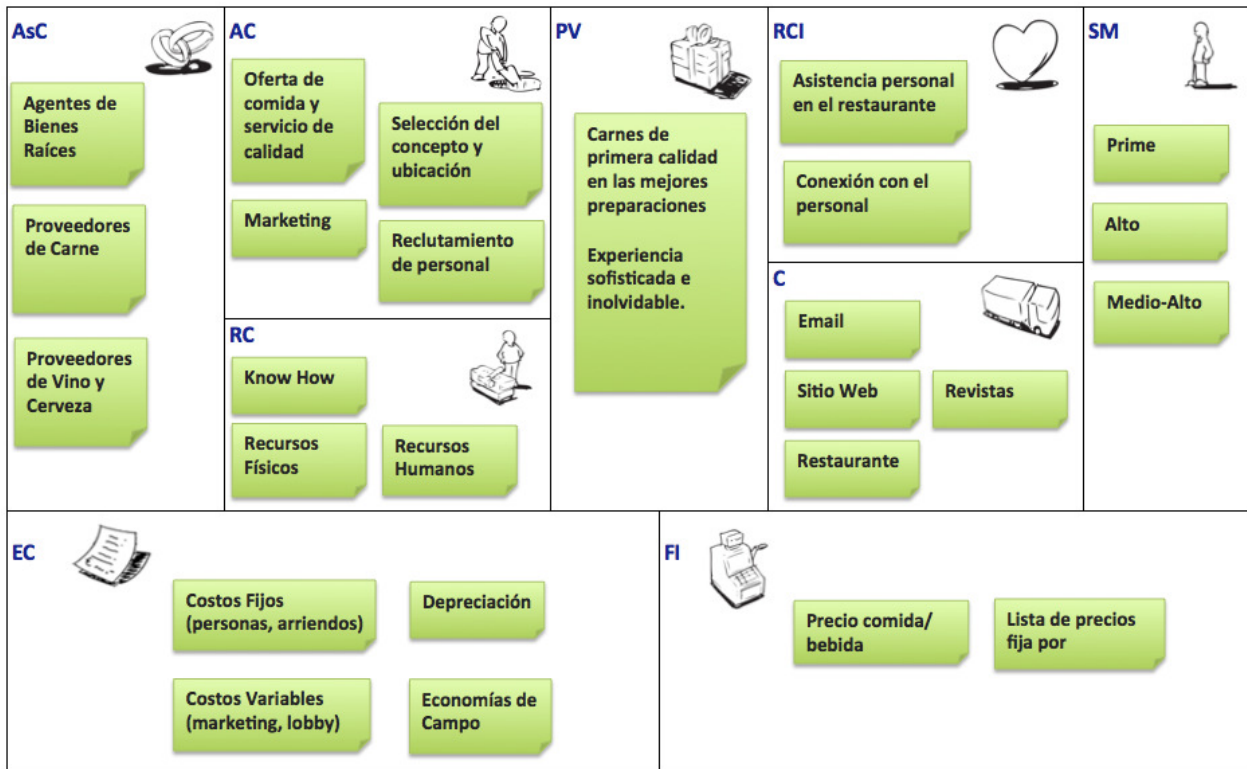 AsC
Agentes de
Bienes
Raíces
Proveedores
de Carne
Proveedores
de Vino y
Cerveza
AC
Oferta de
comida y
servicio de
calidad
Selección del
concepto y
ubicación
Marketing
Reclutamiento
de personal
RC
Know How
Recursos
Físicos
Recursos
Humanos
PV
Carnes de
primera calidad
en las mejores
preparaciones
Experiencia
sofisticada e
inolvidable.
RCI
Asistencia personal
en el restaurante
Conexión con el
personal
C
Email
Sitio Web
Revistas
Restaurante
SM
Prime
Alto
Medio-Alto
EC
Costos Fijos
(personas, arriendos)
Depreciación
Costos Variables
(marketing, lobby)
Economías de
Campo
FI
Precio comida/
bebida
Lista de precios
fija por